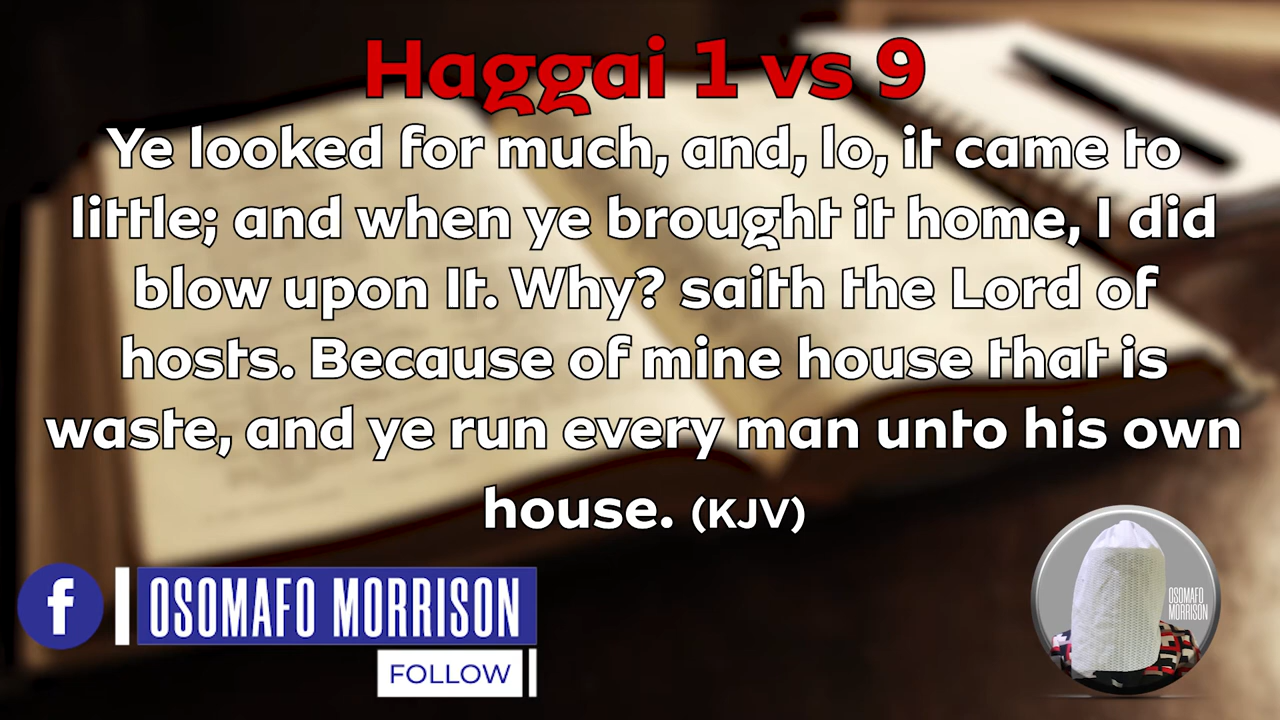 Haggai 1 vs 9
Ye looked for much, and, lo, it came to
little; and when ye brought it home, I did
blow upon It. Why? saith the Lord of
hosts. Because of mine house that is
waste, and ye run every man unto his own
house. (KJV)
f
OSOMAFO MORRISON
FOLLOW
OSOMAFO
MORRISON